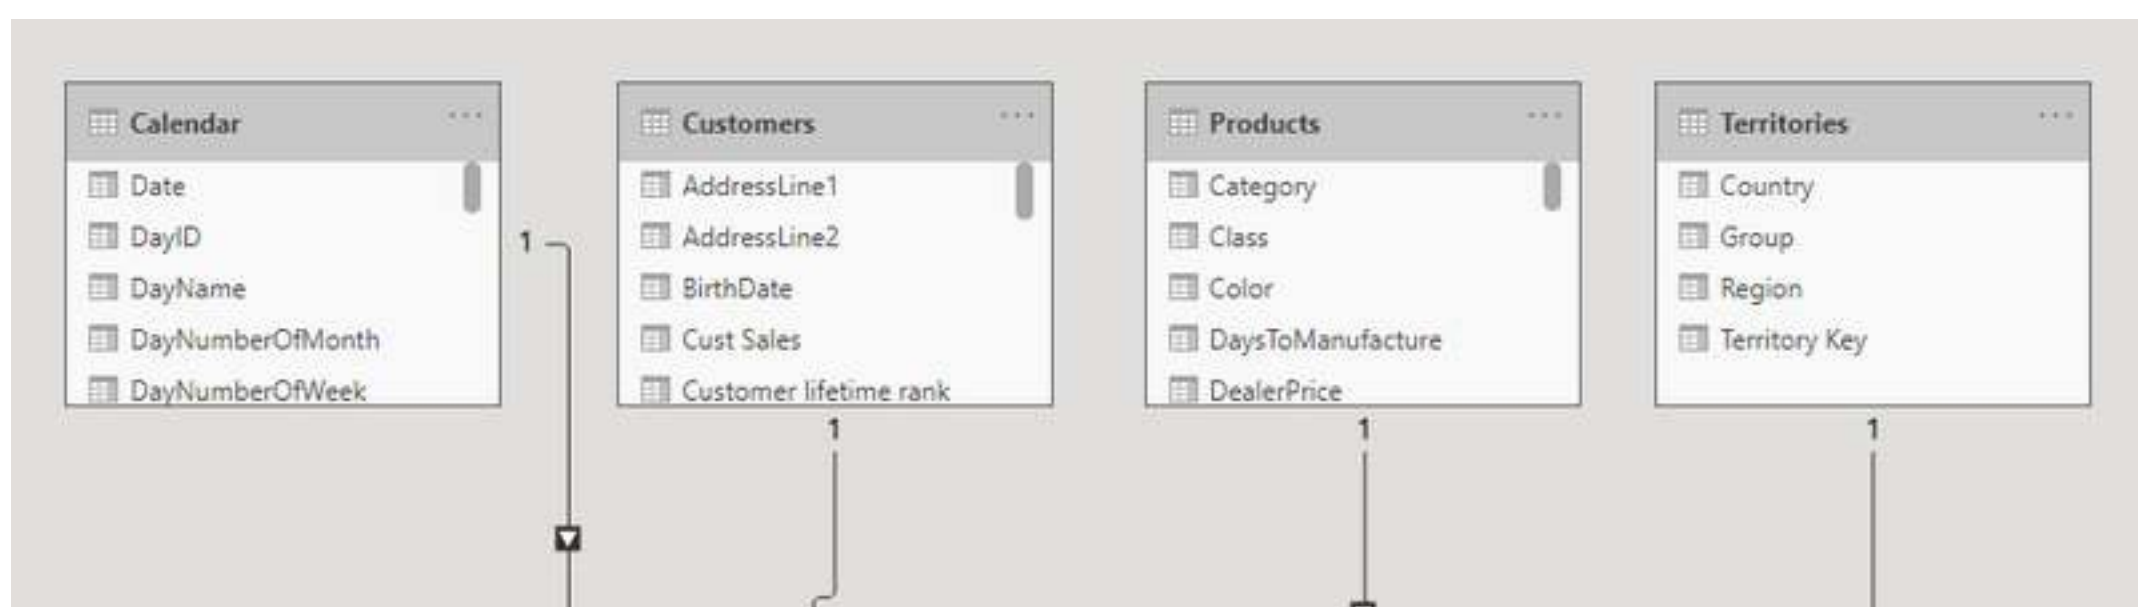 Calendar
Date
DayID
DayName
DayNumberOfMonth
DayNumberOfWeek
1
Customers
AddressLine1
AddressLine2
BirthDate
Cust Sales
Customer lifetime rank
1
Products
Category
Class
Color
DaysToManufacture
DealerPrice
1
Territories
Country
Group
Region
Territory Key
1